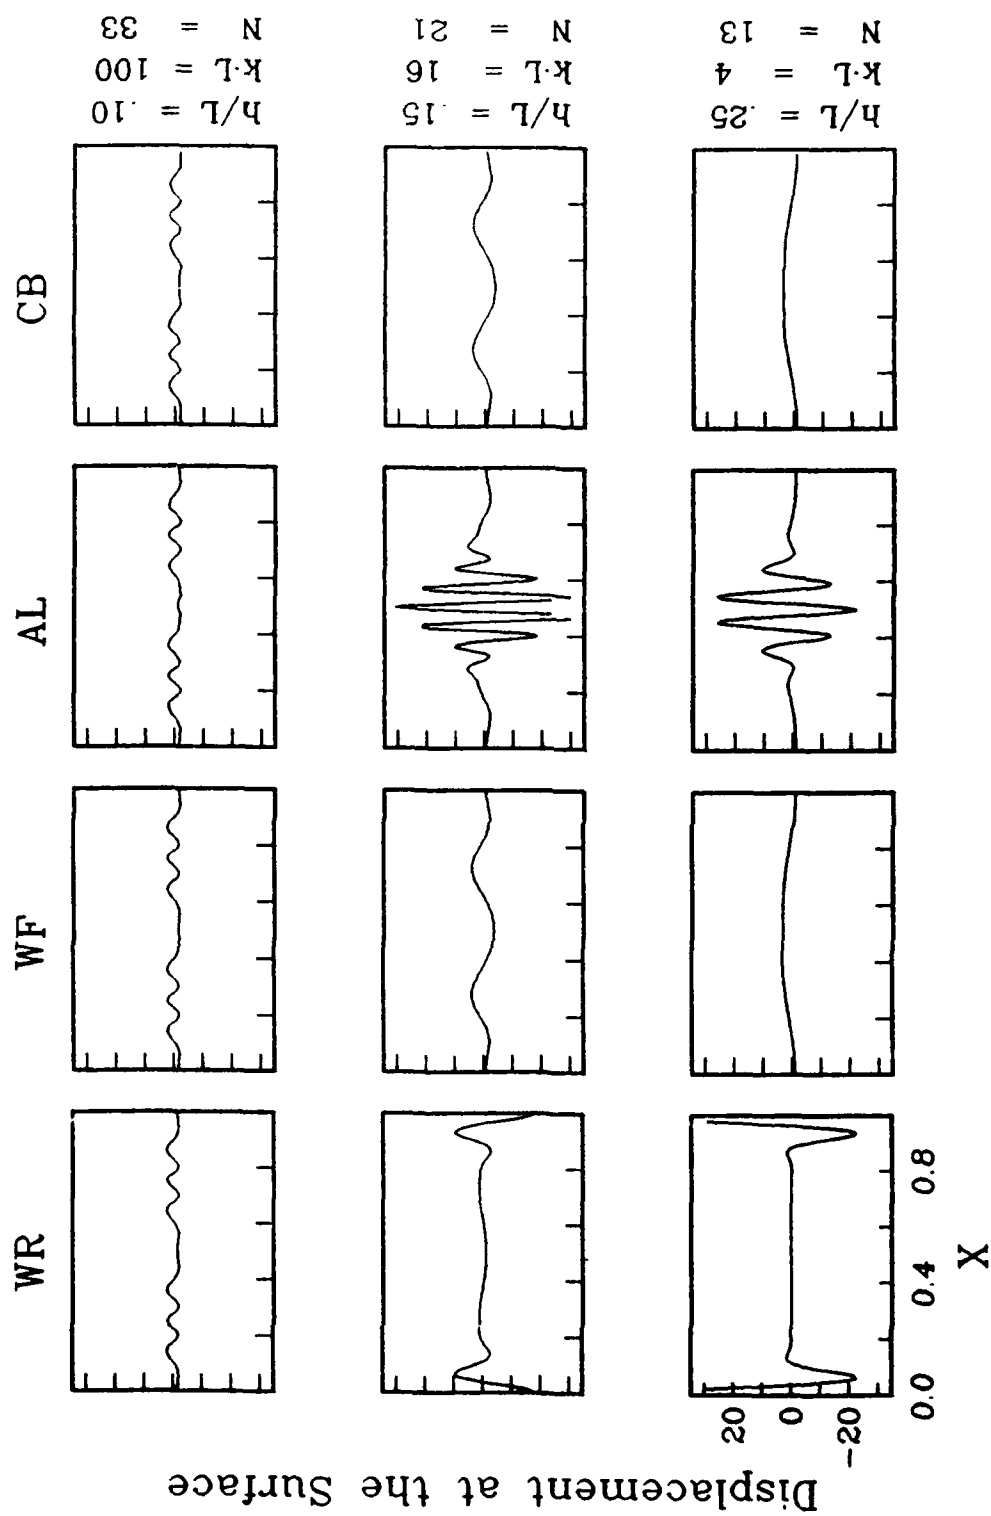 WR
WF
AL
CB
h/L = .10
k·L = 100
N = 33
h/L = .15
k·L = 16
N = 21
h/L = .25
k·L = 4
N = 13
Displacement at the Surface
20
0
-20
0.0
0.4
0.8
X